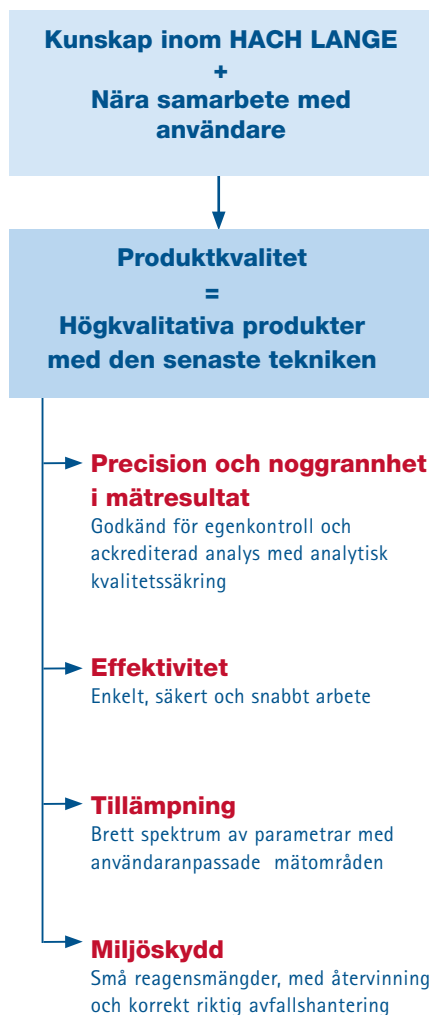 Kunskap inom HACH LANGE
+
Nära samarbete med
användare
Produktkvalitet
=
Högkvalitativa produkter
med den senaste tekniken
Precision och noggrannhet
i mätresultat
Godkänd för egenkontroll och
ackrediterad analys med analytisk
kvalitetssäkring
Effektivitet
Enkelt, säkert och snabbt arbete
Tillämpning
Brett spektrum av parametrar med
användaranpassade mätområden
Miljöskydd
Små reagensmängder, med återvinning
och korrekt riktig avfallshantering